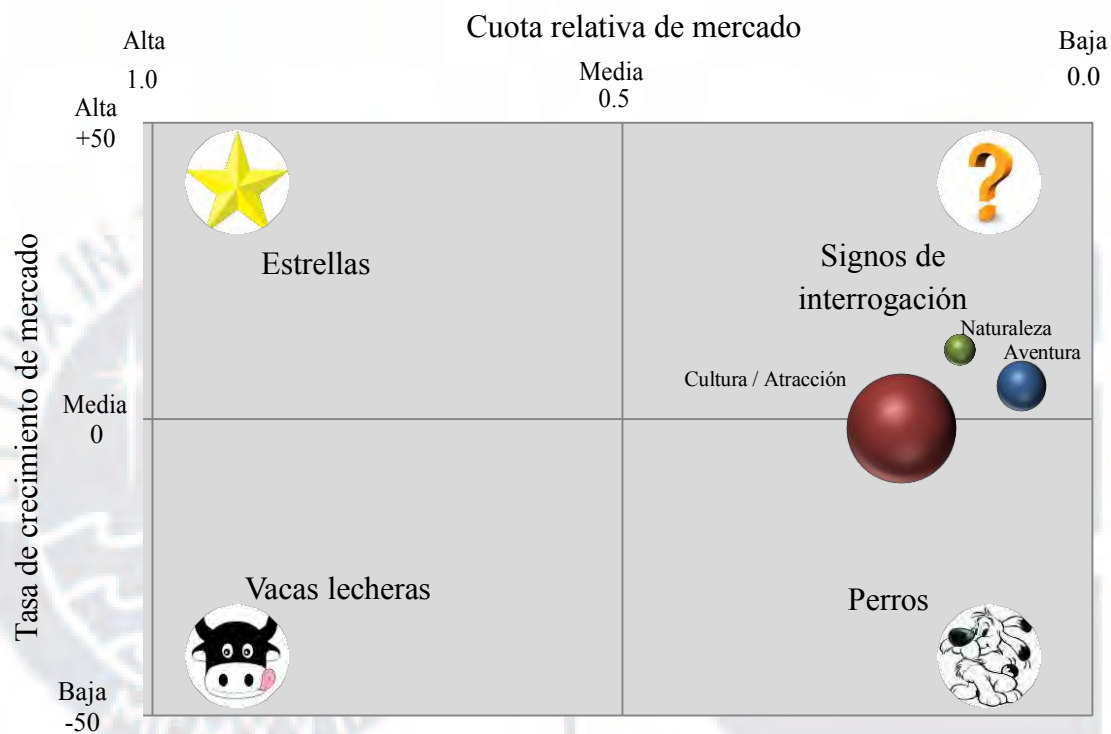 Cuota relativa de mercado
Alta
1.0
Media
0.5
Baja
0.0
Alta
+50
Estrellas
Signos de
interrogación
Naturaleza
Aventura
Cultura / Atracción
Tasa de crecimiento de mercado
Media
0
Vacas lecheras
Perros
Baja
-50